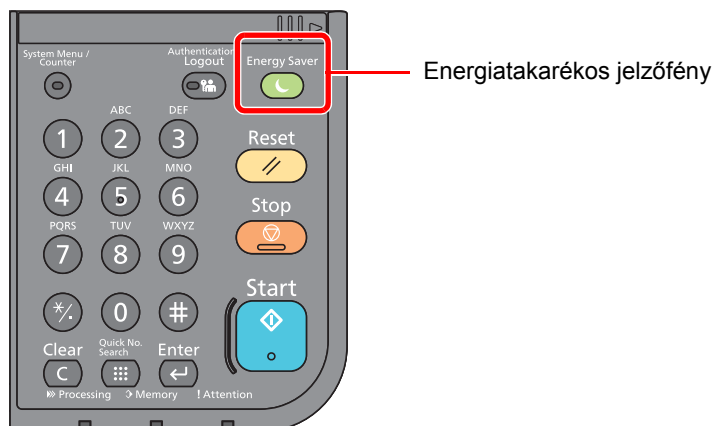 System Menu /
Counter
Authentication
Logout
Energy Saver
Energiatakarékos jelzőfény
ABC DEF
1 2 3
Reset
GHI JKL MNO
4 5 6
Stop
PQRS TUV WXYZ
7 8 9
Start
*/. 0 #
Clear
Quick No.
Search
Enter
C
Processing Memory ! Attention